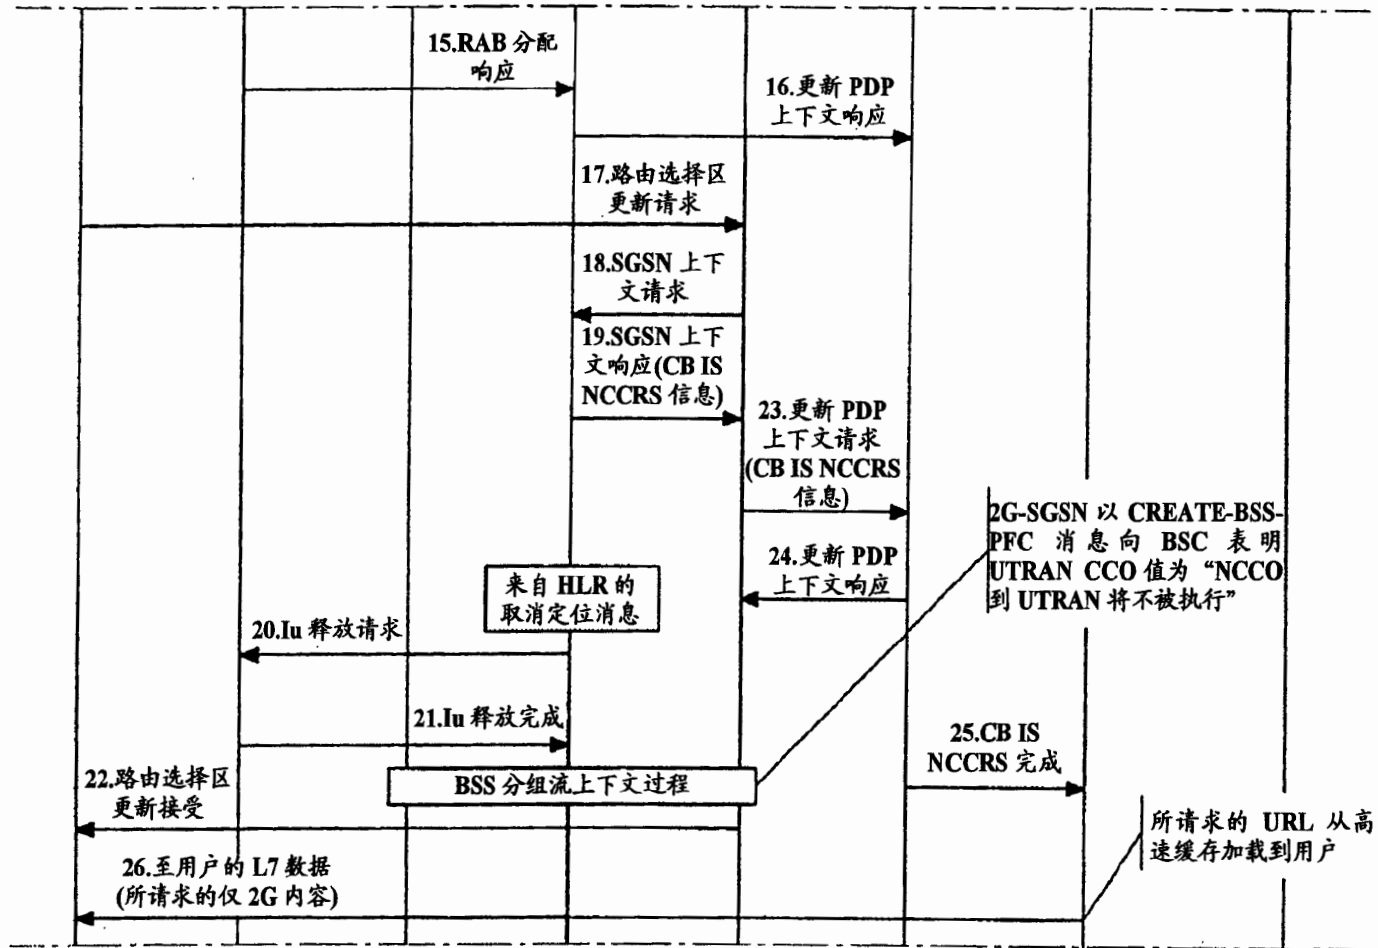 15.RAB 分配
响应
16.更新 PDP
上下文响应
17.路由选择区
更新请求
18.SGSN 上下
文请求
19.SGSN 上下
文响应(CB IS
NCCRS 信息)
23.更新 PDP
上下文请求
(CB IS NCCRS
信息)
2G-SGSN 以 CREATE-BSS-
PFC 消息向 BSC 表明
UTRAN CCO 值为“NCCO
到 UTRAN 将不被执行”
24.更新 PDP
上下文响应
来自 HLR 的
取消定位消息
20.Iu 释放请求
21.Iu 释放完成
25.CB IS
NCCRS 完成
22.路由选择区
更新接受
BSS 分组流上下文过程
所请求的 URL 从高
速缓存加载到用户
26.至用户的 L7 数据
(所请求的仅 2G 内容)